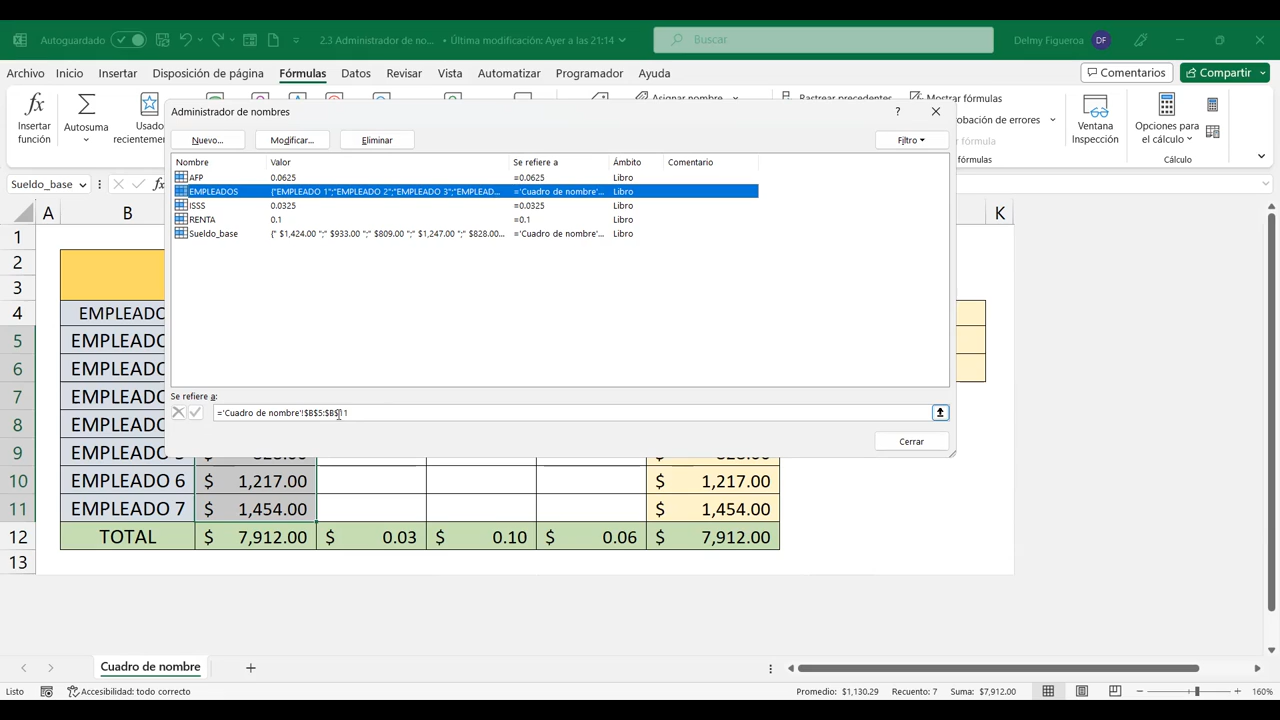 Autoguardado
2.3 Administrador de no... • Última modificación: Ayer a las 21:14
Buscar
Delmy Figueroa DF
Archivo Inicio Insertar Disposición de página Fórmulas Datos Revisar Vista Automatizar Programador Ayuda
Comentarios Compartir
fx Insertar función
Σ Autosuma
Usado recientemen
Asignar nombre
Rastrear precedentes
Mostrar fórmulas
obación de errores
fórmula
Ventana Inspección
Opciones para el cálculo
Cálculo
Administrador de nombres
?
Nuevo... Modificar... Eliminar Filtro
Nombre Valor Se refiere a Ámbito Comentario
AFP 0.0625 =0.0625 Libro
EMPLEADOS {"EMPLEADO 1";"EMPLEADO 2";"EMPLEADO 3";"EMPLEAD... ='Cuadro de nombre'... Libro
ISSS 0.0325 =0.0325 Libro
RENTA 0.1 =0.1 Libro
Sueldo_base {" $1,424.00 ";" $933.00 ";" $809.00 ";" $1,247.00 ";" $828.00... ='Cuadro de nombre'... Libro
Se refiere a:
='Cuadro de nombre'!$B$5:$B$11
Cerrar
Sueldo_base fx
A B K
1
2
3
4 EMPLEADO
5 EMPLEADO
6 EMPLEADO
7 EMPLEADO
8 EMPLEADO
9 EMPLEADO
10 EMPLEADO 6 $ 1,217.00 $ 1,217.00
11 EMPLEADO 7 $ 1,454.00 $ 1,454.00
12 TOTAL $ 7,912.00 $ 0.03 $ 0.10 $ 0.06 $ 7,912.00
13
Cuadro de nombre
Listo Accesibilidad: todo correcto Promedio: $1,130.29 Recuento: 7 Suma: $7,912.00 160%